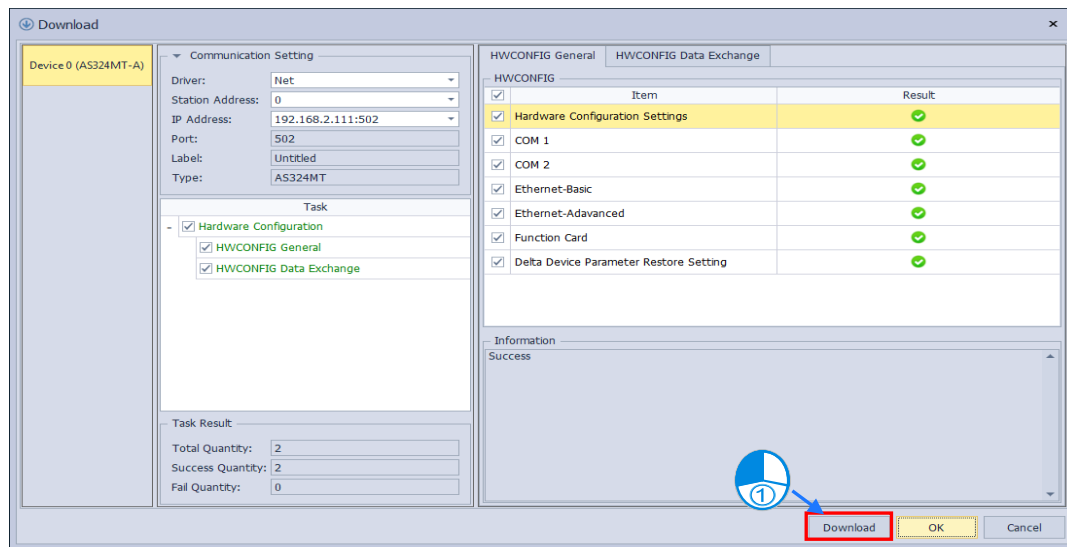 Download
Device 0 (AS324MT-A)
Communication Setting
Driver: Net
Station Address: 0
IP Address: 192.168.2.111:502
Port: 502
Label: Untitled
Type: AS324MT
Task
Hardware Configuration
HWCONFIG General
HWCONFIG Data Exchange
Task Result
Total Quantity: 2
Success Quantity: 2
Fail Quantity: 0
HWCONFIG General HWCONFIG Data Exchange
HWCONFIG
Item Result
Hardware Configuration Settings
COM 1
COM 2
Ethernet-Basic
Ethernet-Adavanced
Function Card
Delta Device Parameter Restore Setting
Information
Success
1
Download OK Cancel